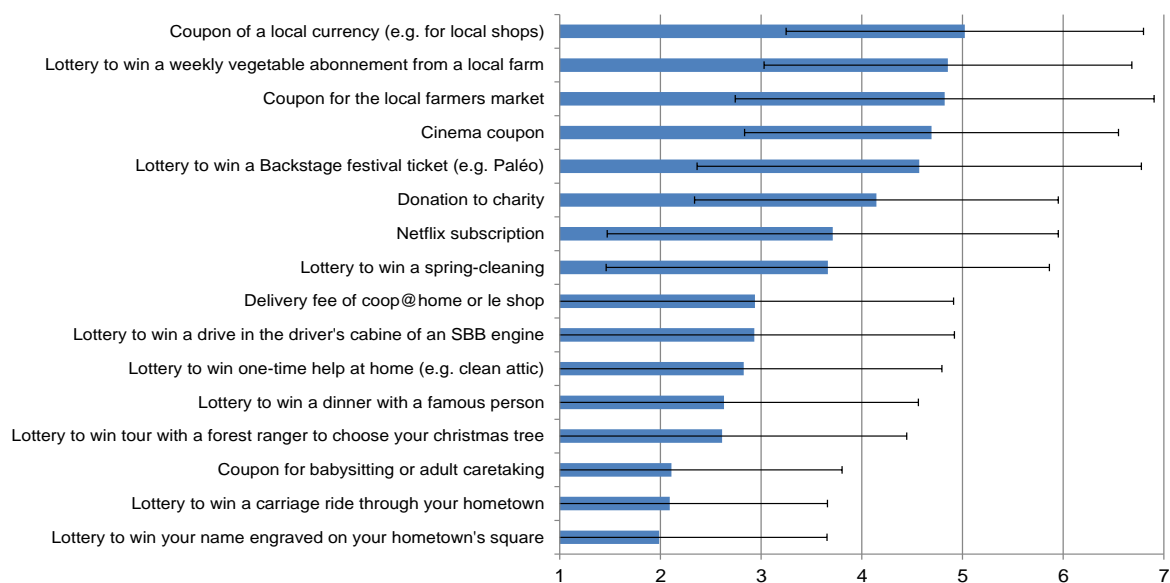 Coupon of a local currency (e.g. for local shops)
Lottery to win a weekly vegetable abonnement from a local farm
Coupon for the local farmers market
Cinema coupon
Lottery to win a Backstage festival ticket (e.g. Paléo)
Donation to charity
Netflix subscription
Lottery to win a spring-cleaning
Delivery fee of coop@home or le shop
Lottery to win a drive in the driver's cabine of an SBB engine
Lottery to win one-time help at home (e.g. clean attic)
Lottery to win a dinner with a famous person
Lottery to win tour with a forest ranger to choose your christmas tree
Coupon for babysitting or adult caretaking
Lottery to win a carriage ride through your hometown
Lottery to win your name engraved on your hometown's square
1 2 3 4 5 6 7